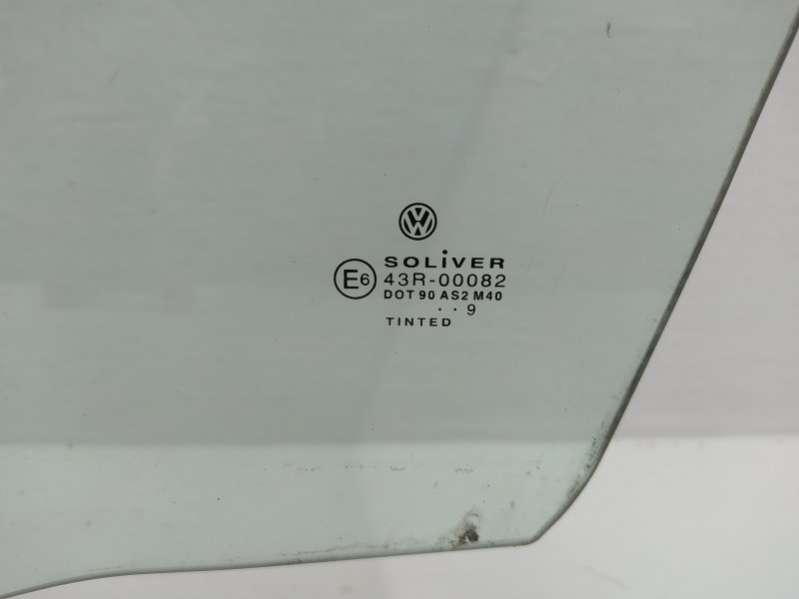 SOLiVER
E6 43R-00082
DOT 90 AS2 M40
. . 9
TINTED